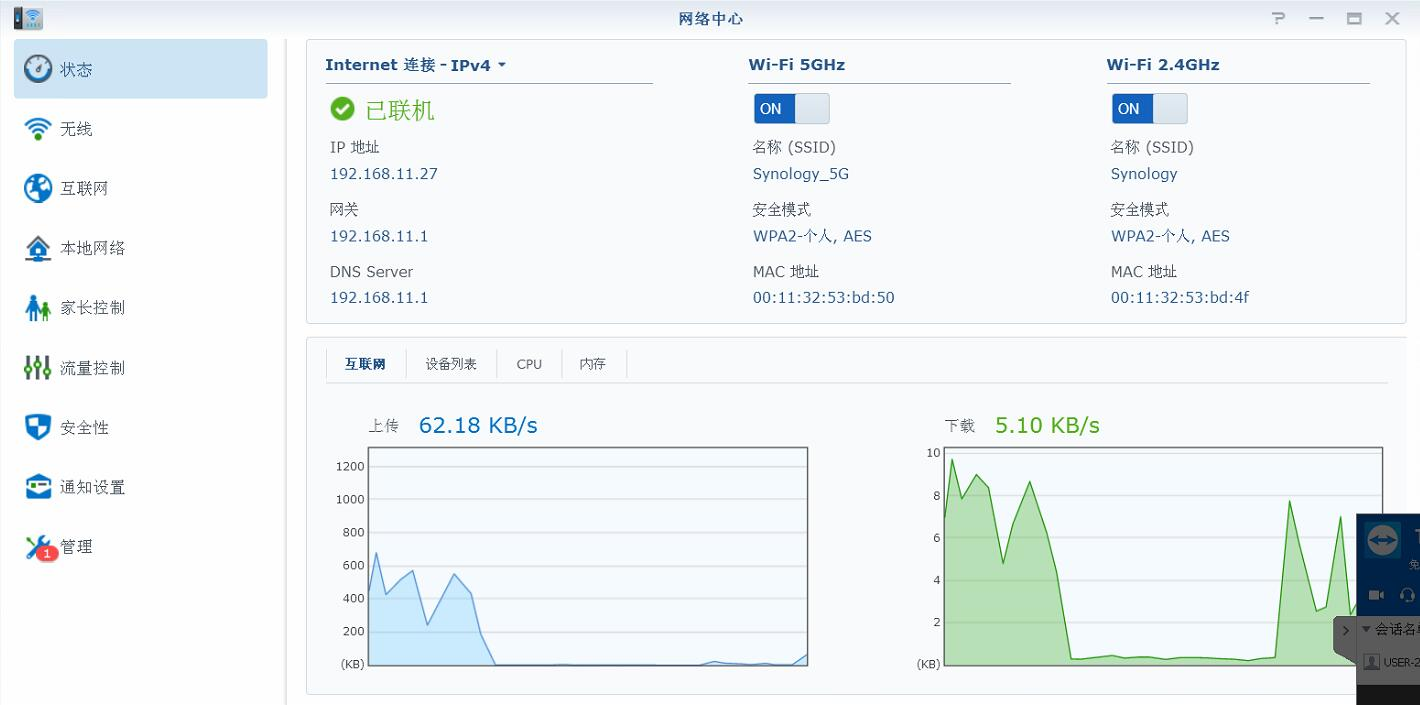 网络中心
状态
无线
互联网
本地网络
家长控制
流量控制
安全性
通知设置
1
管理
Internet 连接 - IPv4
已联机
IP 地址
192.168.11.27
网关
192.168.11.1
DNS Server
192.168.11.1
Wi-Fi 5GHz
ON
名称 (SSID)
Synology_5G
安全模式
WPA2-个人, AES
MAC 地址
00:11:32:53:bd:50
Wi-Fi 2.4GHz
ON
名称 (SSID)
Synology
安全模式
WPA2-个人, AES
MAC 地址
00:11:32:53:bd:4f
互联网 设备列表 CPU 内存
上传 62.18 KB/s
1200
1000
800
600
400
200
(KB)
下载 5.10 KB/s
10
8
6
4
2
(KB)
会话名
USER-2